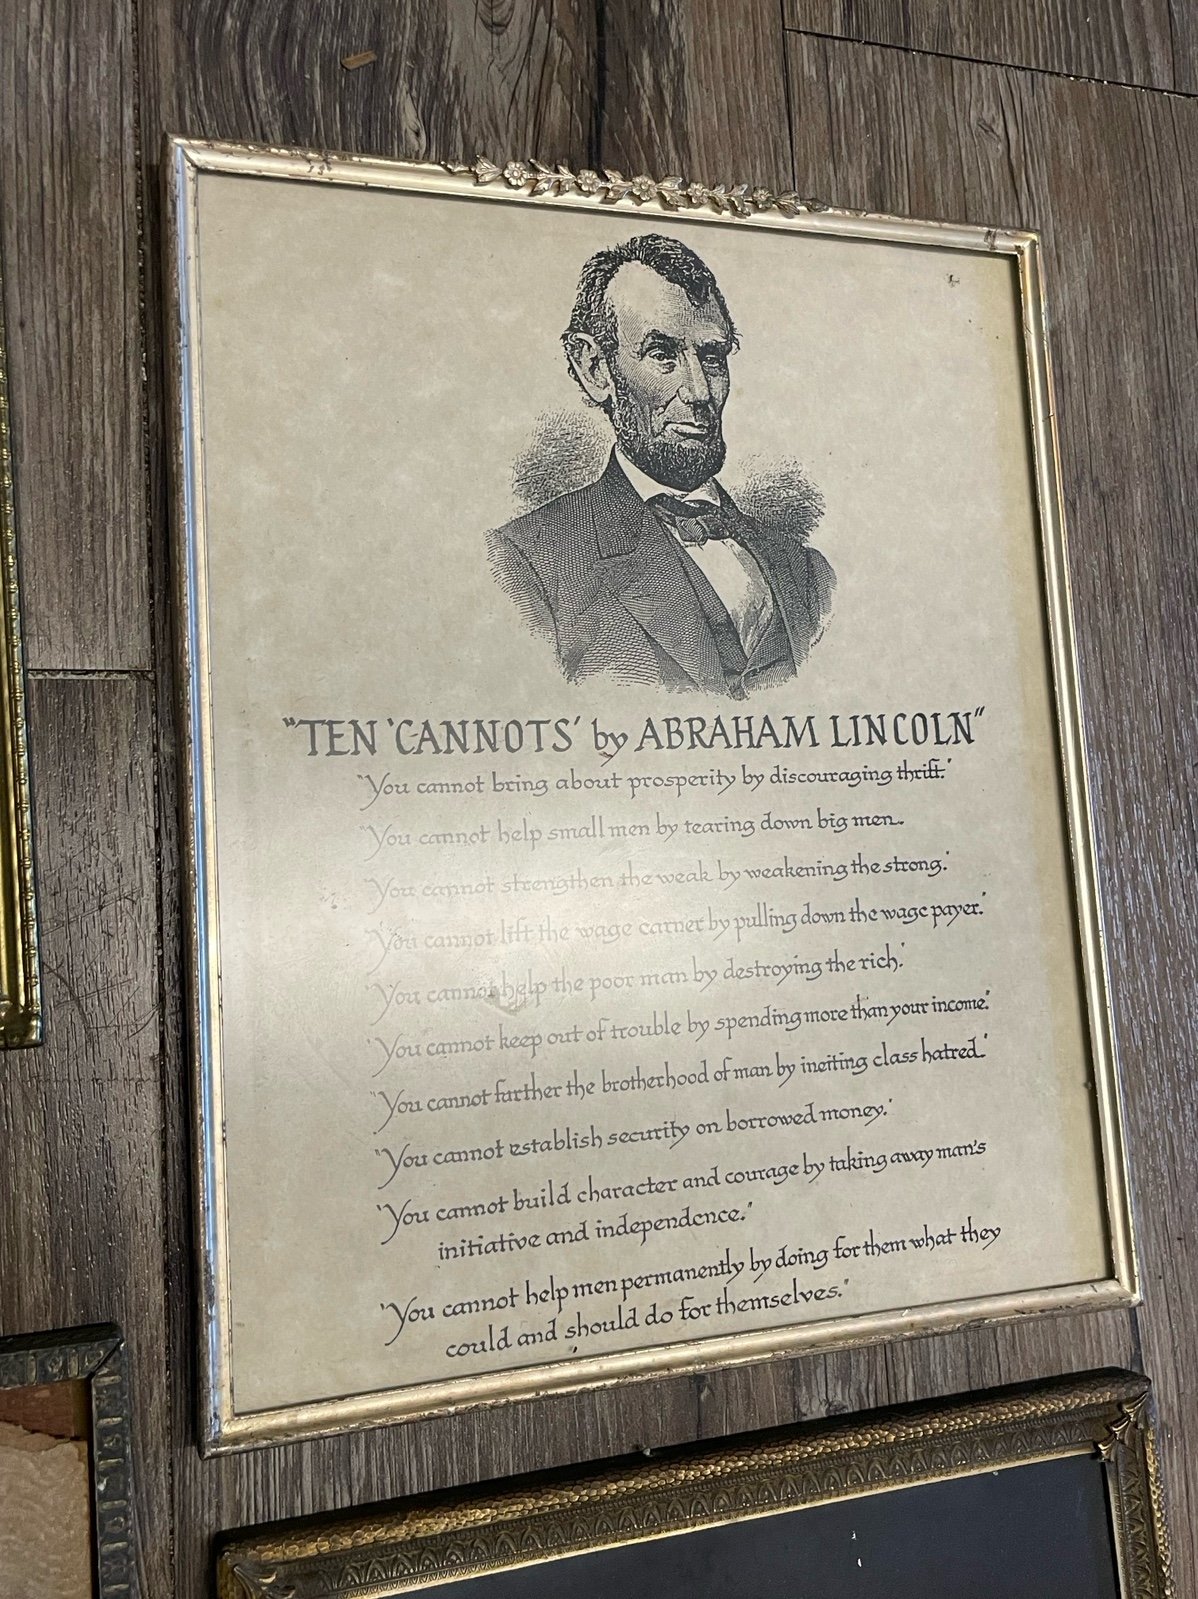 "TEN 'CANNOTS' by ABRAHAM LINCOLN"
"You cannot bring about prosperity by discouraging thrift."
"You cannot help small men by tearing down big men.
"You cannot strengthen the weak by weakening the strong."
"You cannot lift the wage earner by pulling down the wage payer."
"You cannot help the poor man by destroying the rich."
"You cannot keep out of trouble by spending more than your income."
"You cannot further the brotherhood of man by inciting class hatred."
"You cannot establish security on borrowed money."
"You cannot build character and courage by taking away man's
initiative and independence."
"You cannot help men permanently by doing for them what they
could and should do for themselves."